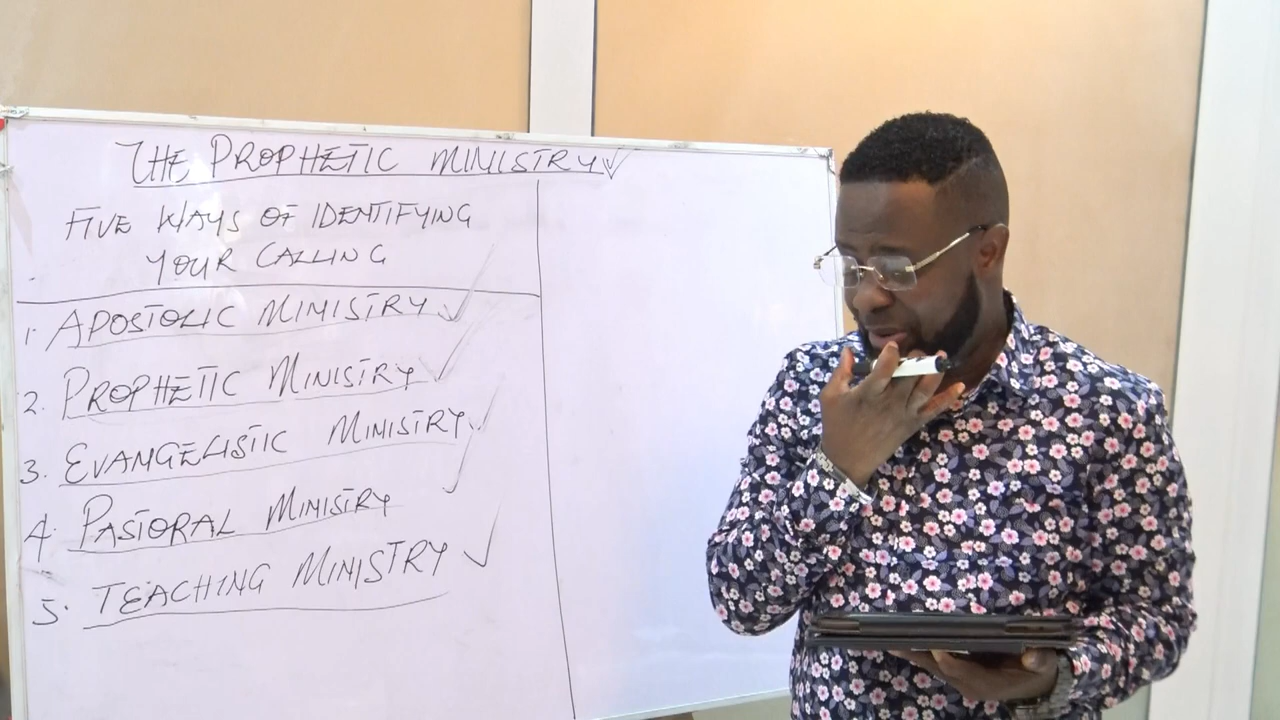 THE PROPHETIC MINISTRY
FIVE WAYS OF IDENTIFYING
YOUR CALLING
1. APOSTOLIC MINISTRY
2. PROPHETIC MINISTRY
3. EVANGELISTIC MINISTRY
4. PASTORAL MINISTRY
5. TEACHING MINISTRY